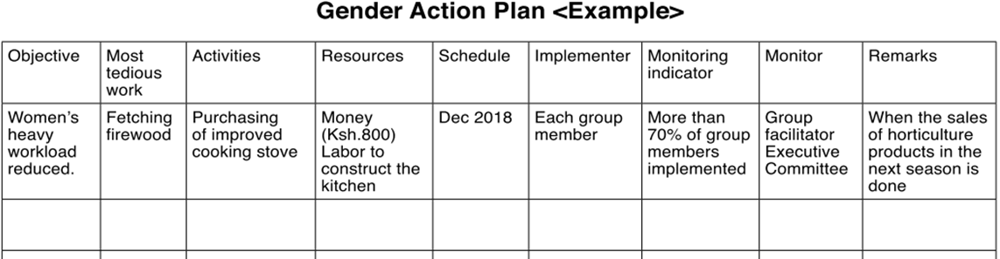 Gender Action Plan <Example>
Objective
Most
tedious
work
Activities
Resources
Schedule
Implementer
Monitoring
indicator
Monitor
Remarks
Women's
heavy
workload
reduced.
Fetching
firewood
Purchasing
of improved
cooking stove
Money
(Ksh.800)
Labor to
construct the
kitchen
Dec 2018
Each group
member
More than
70% of group
members
implemented
Group
facilitator
Executive
Committee
When the sales
of horticulture
products in the
next season is
done